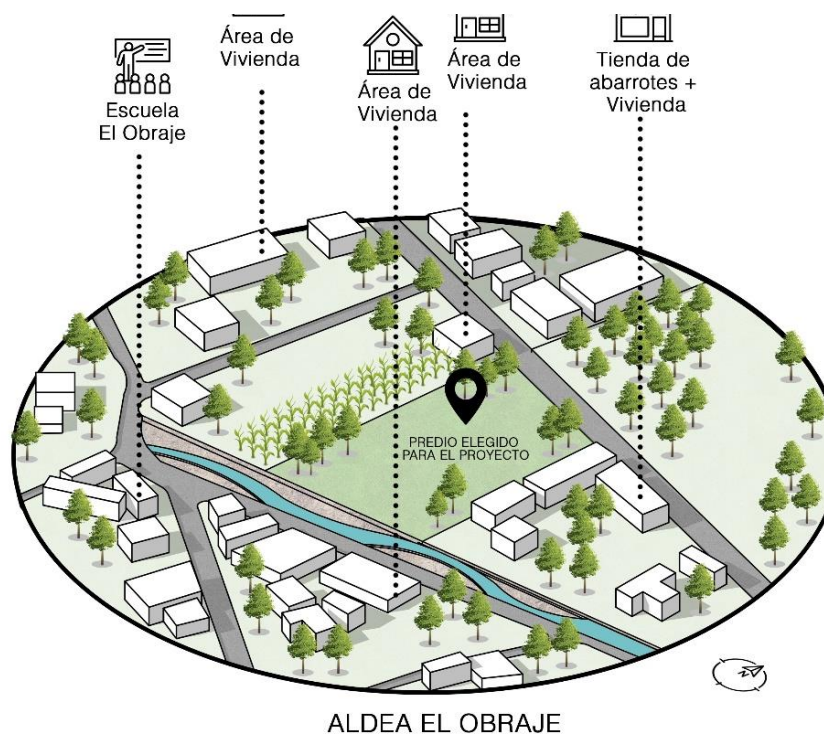 Área de
Vivienda
Área de
Vivienda
Tienda de
abarrotes +
Vivienda
Área de
Vivienda
Escuela
El Obraje
PREDIO ELEGIDO
PARA EL PROYECTO
ALDEA EL OBRAJE